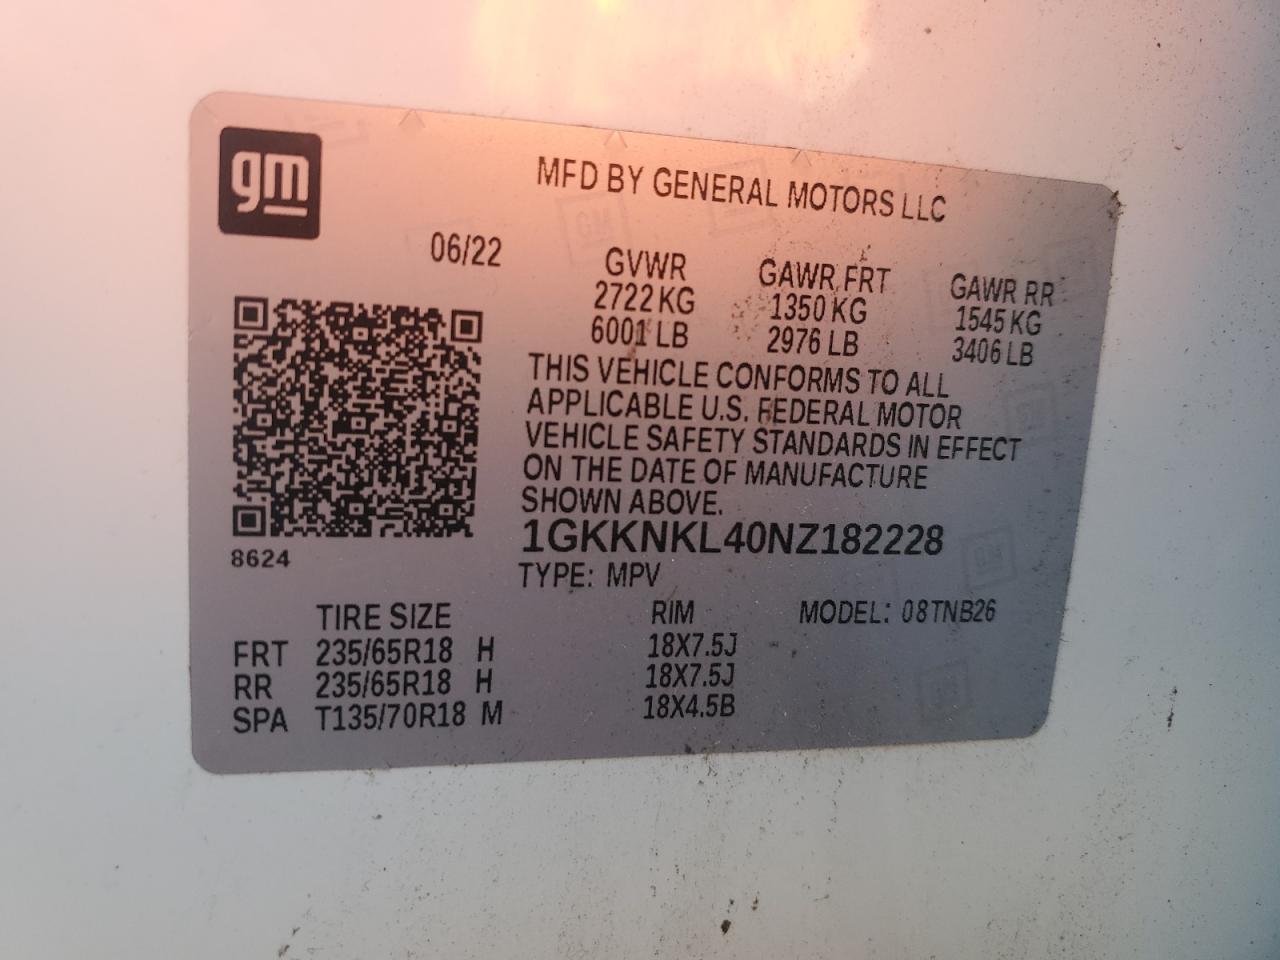 gm
MFD BY GENERAL MOTORS LLC
06/22
GVWR GAWR FRT GAWR RR
2722 KG 1350 KG 1545 KG
6001 LB 2976 LB 3406 LB
THIS VEHICLE CONFORMS TO ALL
APPLICABLE U.S. FEDERAL MOTOR
VEHICLE SAFETY STANDARDS IN EFFECT
ON THE DATE OF MANUFACTURE
SHOWN ABOVE.
8624
1GKKNKL40NZ182228
TYPE: MPV
TIRE SIZE RIM MODEL: 08TNB26
FRT 235/65R18 H 18X7.5J
RR 235/65R18 H 18X7.5J
SPA T135/70R18 M 18X4.5B